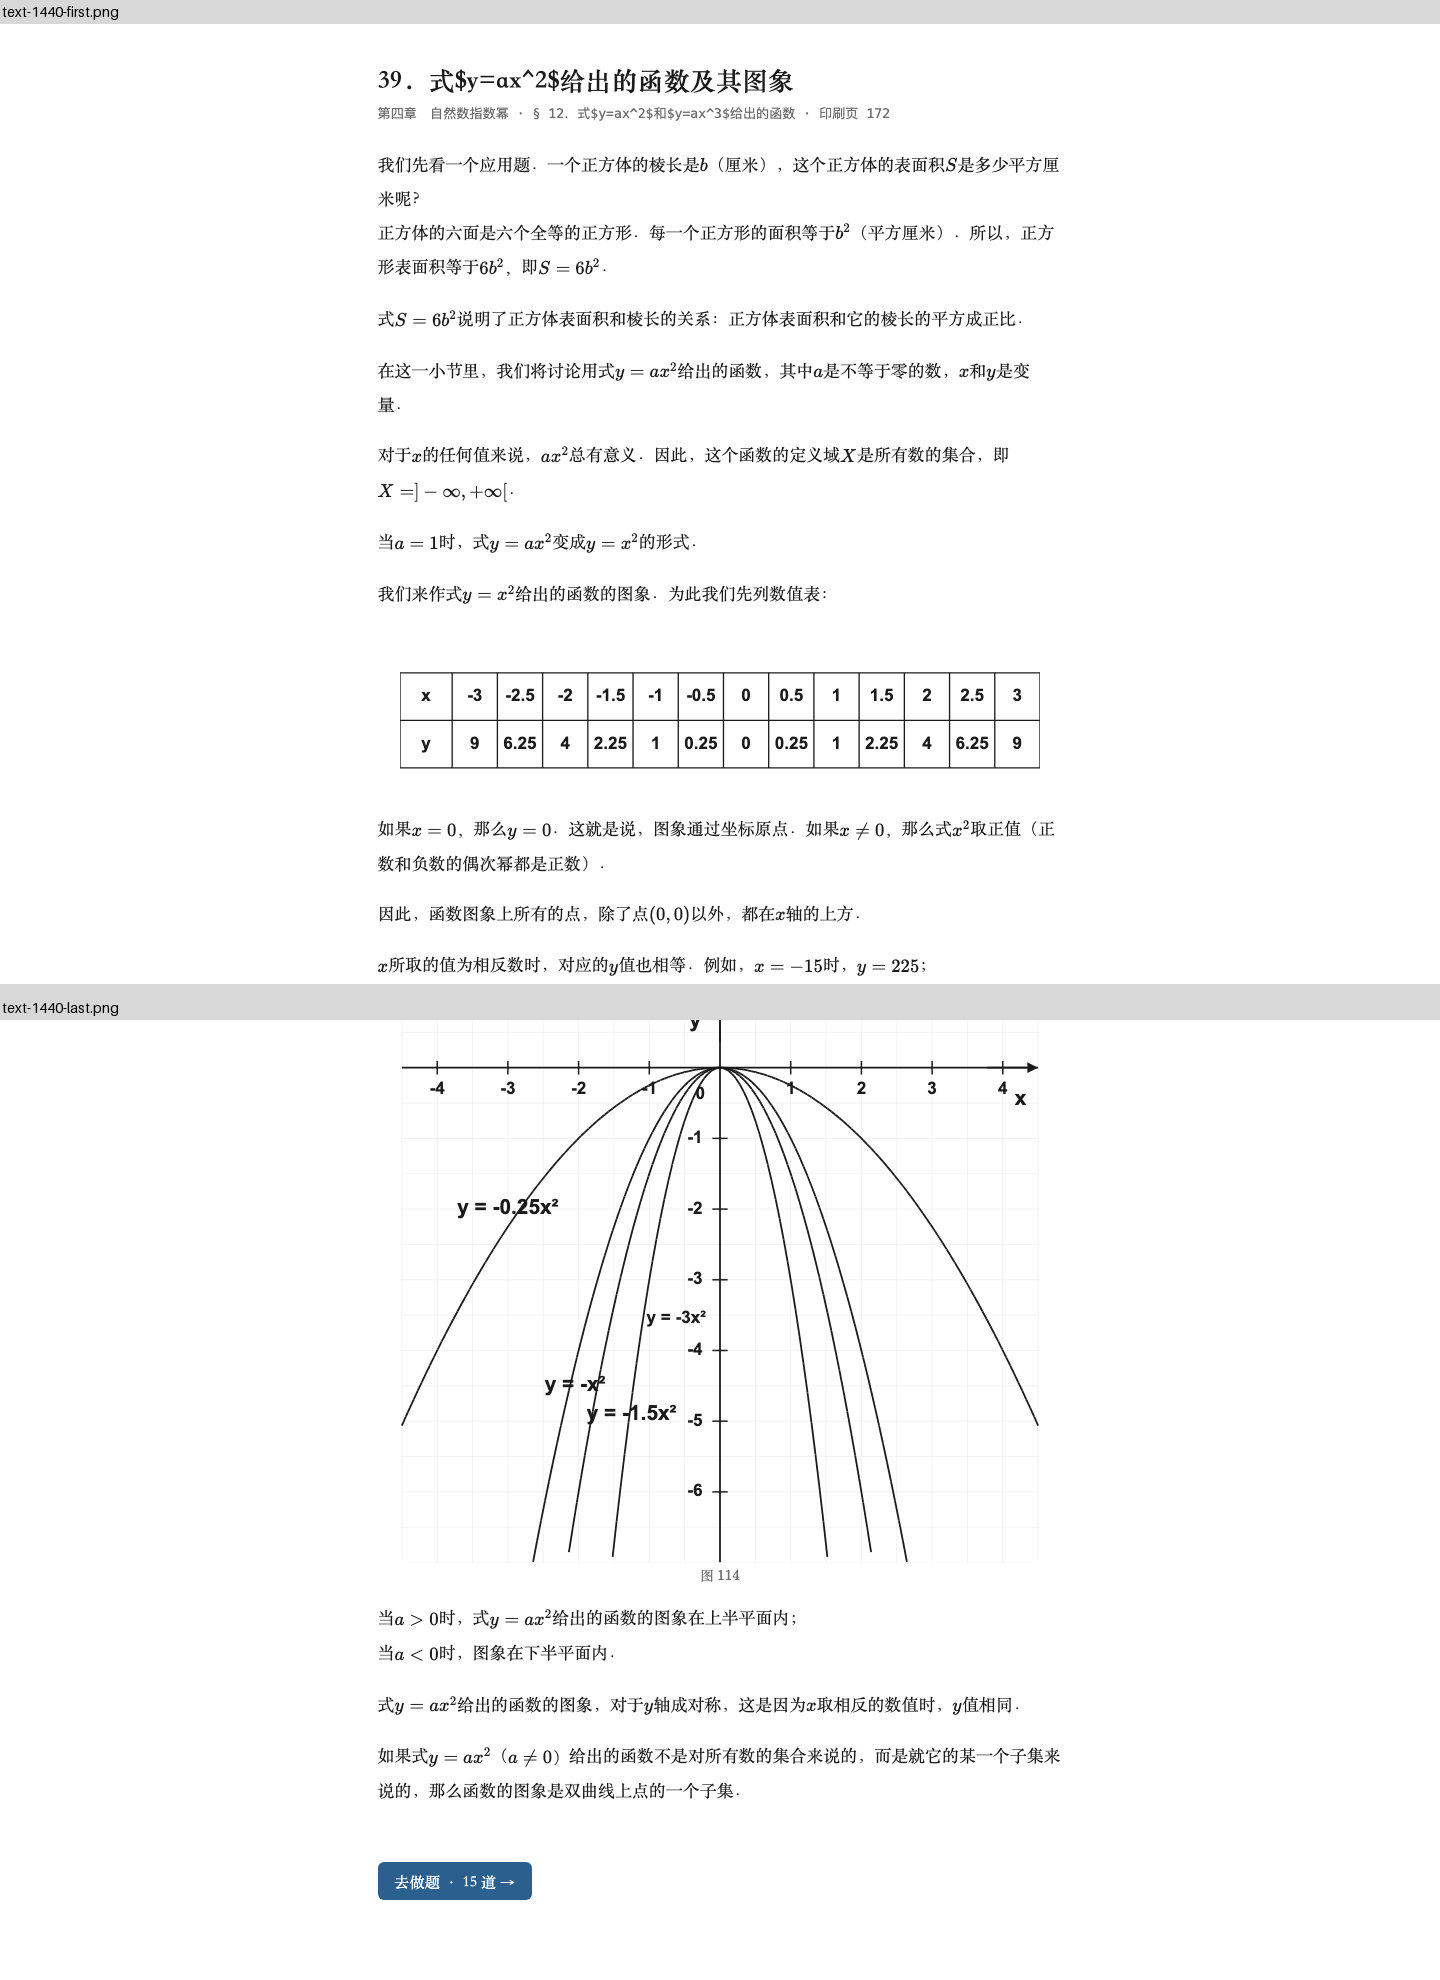 text-1440-first.png
39．式$y=ax^2$给出的函数及其图象
第四章 自然数指数幂 · § 12. 式$y=ax^2$和$y=ax^3$给出的函数 · 印刷页 172
我们先看一个应用题．一个正方体的棱长是b（厘米），这个正方体的表面积S是多少平方厘
米呢？
正方体的六面是六个全等的正方形．每一个正方形的面积等于b²（平方厘米）．所以，正方
形表面积等于6b²，即S = 6b²．
式S = 6b²说明了正方体表面积和棱长的关系：正方体表面积和它的棱长的平方成正比．
在这一小节里，我们将讨论用式y = ax²给出的函数，其中a是不等于零的数，x和y是变
量．
对于x的任何值来说，ax²总有意义．因此，这个函数的定义域X是所有数的集合，即
X =] − ∞, +∞[．
当a = 1时，式y = ax²变成y = x²的形式．
我们来作式y = x²给出的函数的图象．为此我们先列数值表：
x -3 -2.5 -2 -1.5 -1 -0.5 0 0.5 1 1.5 2 2.5 3
y 9 6.25 4 2.25 1 0.25 0 0.25 1 2.25 4 6.25 9
如果x = 0，那么y = 0．这就是说，图象通过坐标原点．如果x ≠ 0，那么式x²取正值（正
数和负数的偶次幂都是正数）．
因此，函数图象上所有的点，除了点(0, 0)以外，都在x轴的上方．
x所取的值为相反数时，对应的y值也相等．例如，x = −15时，y = 225；
text-1440-last.png
y
-4 -3 -2 -1 0 1 2 3 4 x
-1
y = -0.25x² -2
-3
y = -3x²
-4
y = -x²
y = -1.5x² -5
-6
图 114
当a > 0时，式y = ax²给出的函数的图象在上半平面内；
当a < 0时，图象在下半平面内．
式y = ax²给出的函数的图象，对于y轴成对称，这是因为x取相反的数值时，y值相同．
如果式y = ax²（a ≠ 0）给出的函数不是对所有数的集合来说的，而是就它的某一个子集来
说的，那么函数的图象是双曲线上点的一个子集．
去做题 · 15 道 →